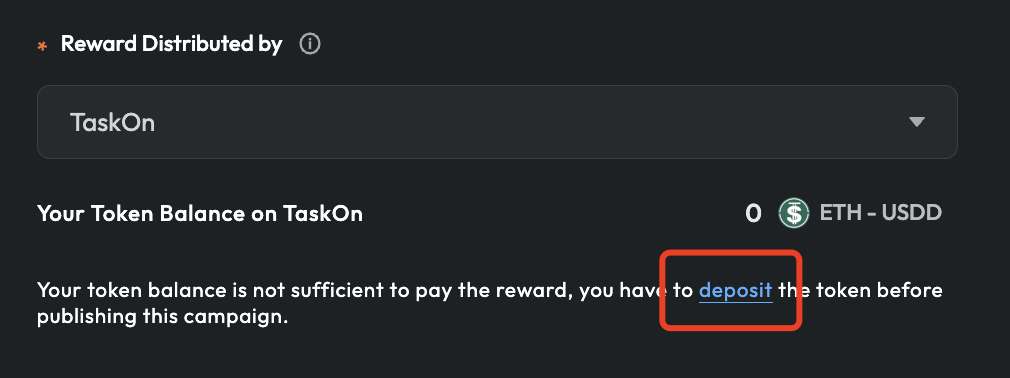 * Reward Distributed by
TaskOn
Your Token Balance on TaskOn 0 ETH - USDD
Your token balance is not sufficient to pay the reward, you have to deposit the token before
publishing this campaign.